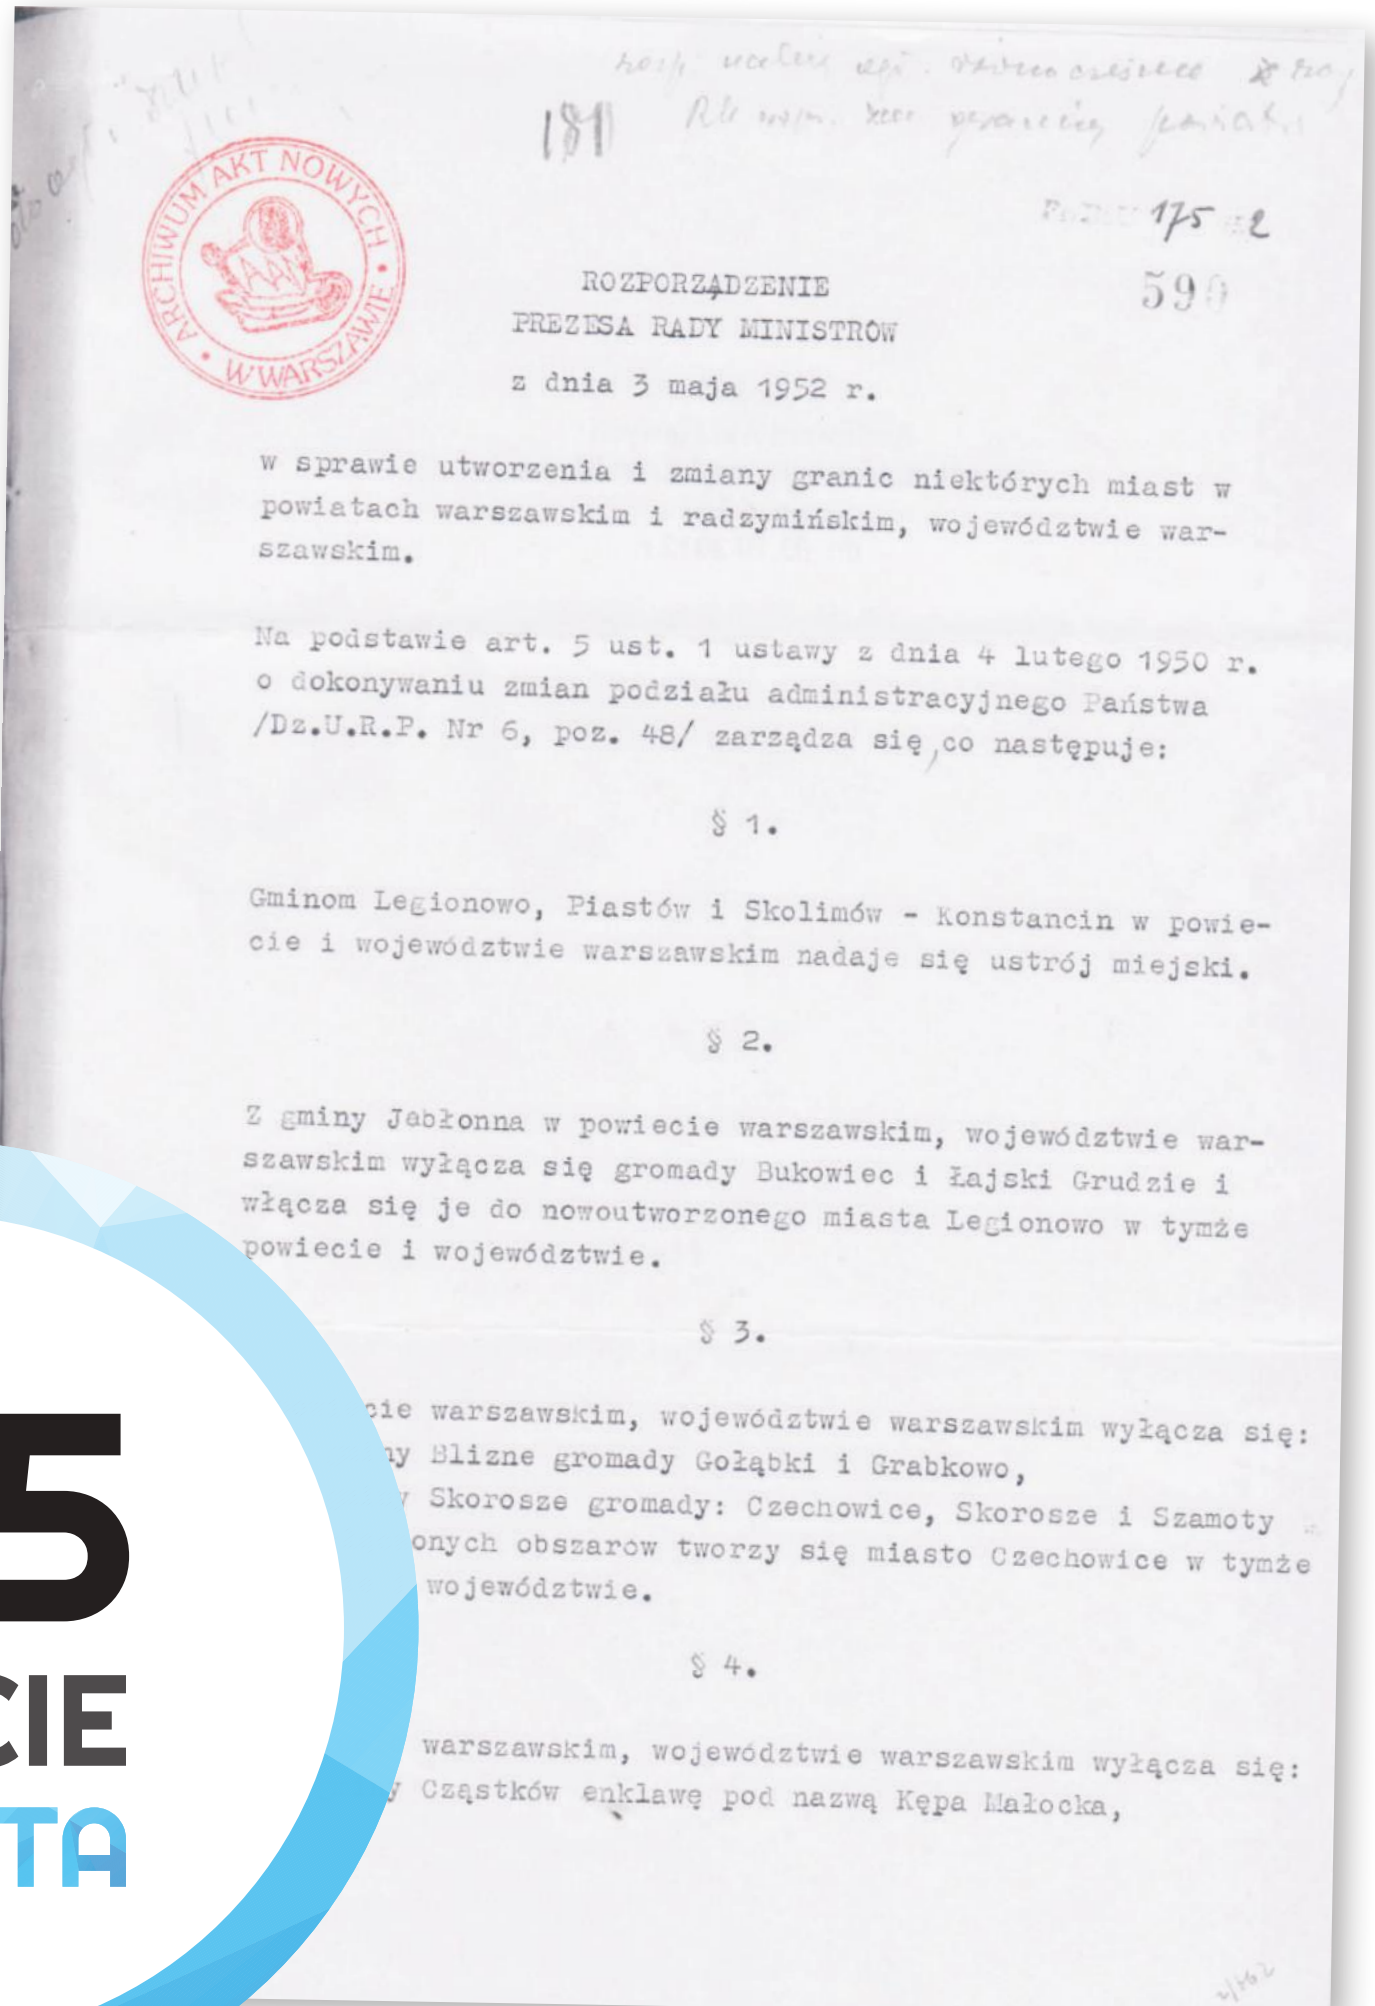 181
175 2
590
ARCHIWUM AKT NOWYCH
W WARSZAWIE
AAN
ROZPORZĄDZENIE
PREZESA RADY MINISTROW
z dnia 3 maja 1952 r.
w sprawie utworzenia i zmiany granic niektórych miast w
powiatach warszawskim i radzymińskim, województwie war-
szawskim.
Na podstawie art. 5 ust. 1 ustawy z dnia 4 lutego 1950 r.
o dokonywaniu zmian podziału administracyjnego Państwa
/Dz.U.R.P. Nr 6, poz. 48/ zarządza się,co następuje:
§ 1.
Gminom Legionowo, Piastów i Skolimów - Konstancin w powie-
cie i województwie warszawskim nadaje się ustrój miejski.
§ 2.
Z gminy Jabłonna w powiecie warszawskim, województwie war-
szawskim wyłącza się gromady Bukowiec i Łajski Grudzie i
włącza się je do nowoutworzonego miasta Legionowo w tymże
powiecie i województwie.
§ 3.
cie warszawskim, województwie warszawskim wyłącza się:
ny Blizne gromady Gołąbki i Grabkowo,
y Skorosze gromady: Czechowice, Skorosze i Szamoty
onych obszarow tworzy się miasto Czechowice w tymże
województwie.
§ 4.
warszawskim, województwie warszawskim wyłącza się:
y Cząstków enklawę pod nazwą Kępa Małocka,
5
CIE
TA